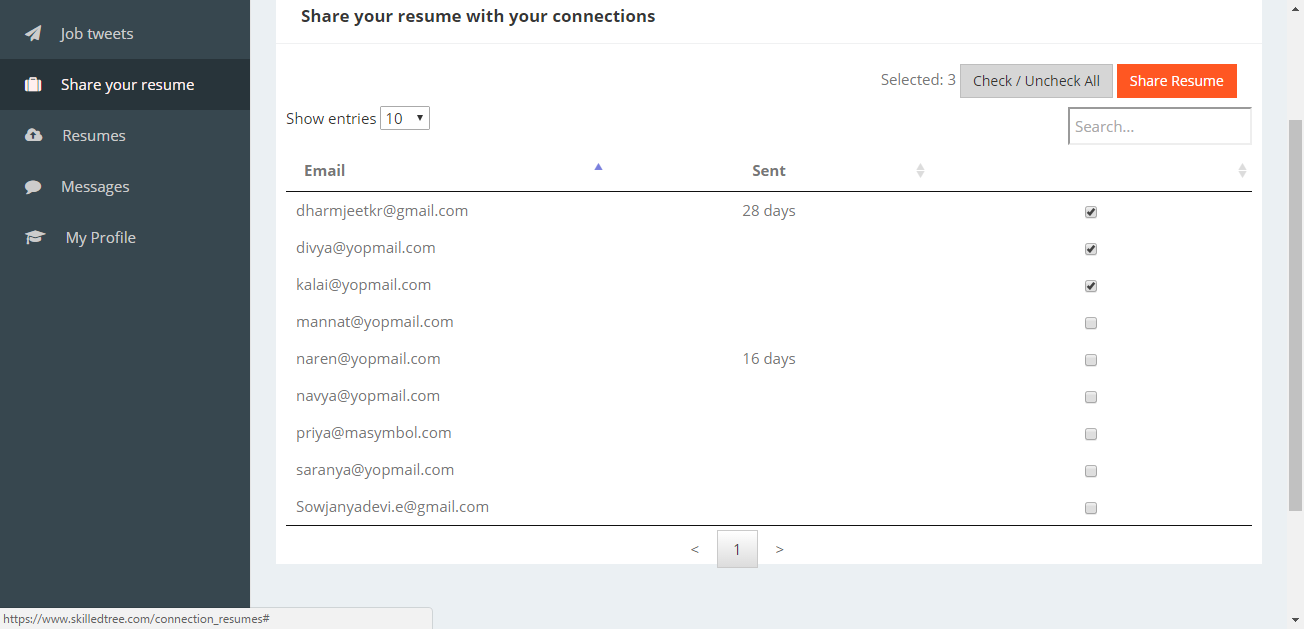 Job tweets
Share your resume
Resumes
Messages
My Profile
Share your resume with your connections
Selected: 3 Check / Uncheck All Share Resume
Show entries 10
Search...
Email Sent
dharmjeetkr@gmail.com 28 days
divya@yopmail.com
kalai@yopmail.com
mannat@yopmail.com
naren@yopmail.com 16 days
navya@yopmail.com
priya@masymbol.com
saranya@yopmail.com
Sowjanyadevi.e@gmail.com
< 1 >
https://www.skilledtree.com/connection_resumes#